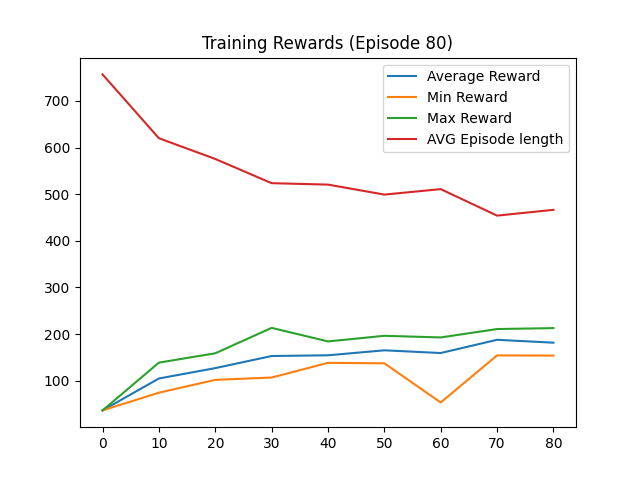 Training Rewards (Episode 80)
Average Reward
Min Reward
Max Reward
AVG Episode length
700
600
500
400
300
200
100
0 10 20 30 40 50 60 70 80